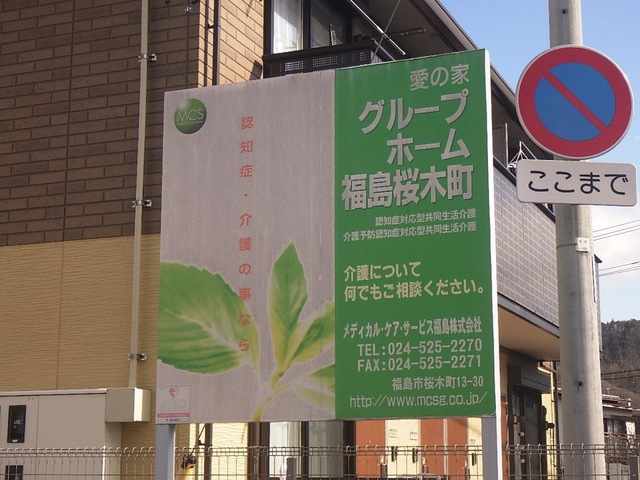 MCS
認知症・介護の事なら
愛の家
グループ
ホーム
福島桜木町
認知症対応型共同生活介護
介護予防認知症対応型共同生活介護
介護について
何でもご相談ください。
メディカル・ケア・サービス福島株式会社
TEL:024-525-2270
FAX:024-525-2271
福島市桜木町13-30
http://www.mcsg.co.jp/
ここまで